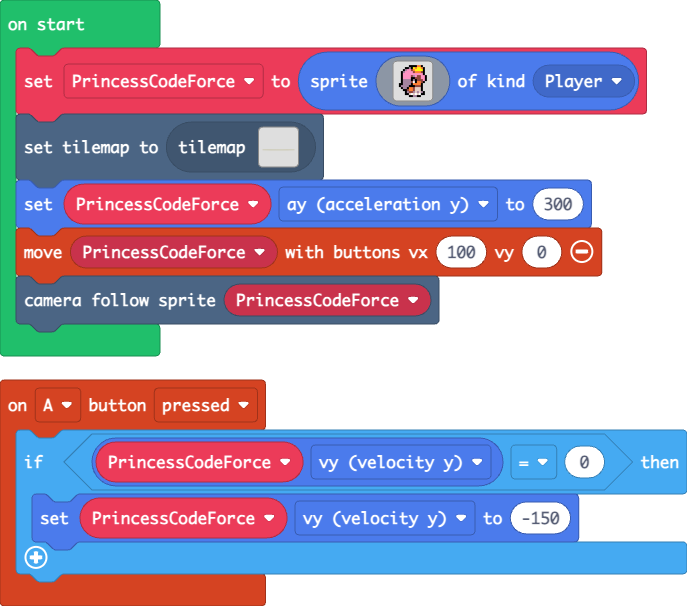 on start
set PrincessCodeForce to sprite of kind Player
set tilemap to tilemap
set PrincessCodeForce ay (acceleration y) to 300
move PrincessCodeForce with buttons vx 100 vy 0
camera follow sprite PrincessCodeForce
on A button pressed
if PrincessCodeForce vy (velocity y) = 0 then
set PrincessCodeForce vy (velocity y) to -150